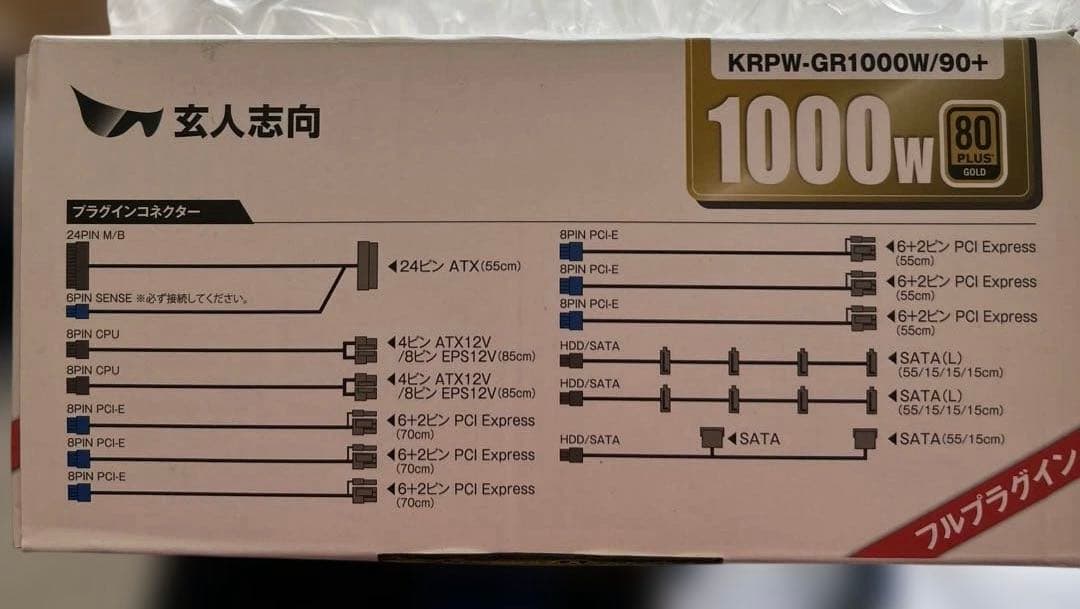 玄人志向
KRPW-GR1000W/90+
1000W
80
PLUS
GOLD
プラグインコネクター
24PIN M/B
◀24ピン ATX(55cm)
6PIN SENSE ※必ず接続してください。
8PIN CPU
◀4ピン ATX12V
/8ピン EPS12V(85cm)
8PIN CPU
◀4ピン ATX12V
/8ピン EPS12V(85cm)
8PIN PCI-E
◀6+2ピン PCI Express
(70cm)
8PIN PCI-E
◀6+2ピン PCI Express
(70cm)
8PIN PCI-E
◀6+2ピン PCI Express
(70cm)
8PIN PCI-E
◀6+2ピン PCI Express
(55cm)
8PIN PCI-E
◀6+2ピン PCI Express
(55cm)
8PIN PCI-E
◀6+2ピン PCI Express
(55cm)
HDD/SATA
◀SATA(L)
(55/15/15/15cm)
HDD/SATA
◀SATA(L)
(55/15/15/15cm)
HDD/SATA
◀SATA
◀SATA(55/15cm)
フルプラグイン